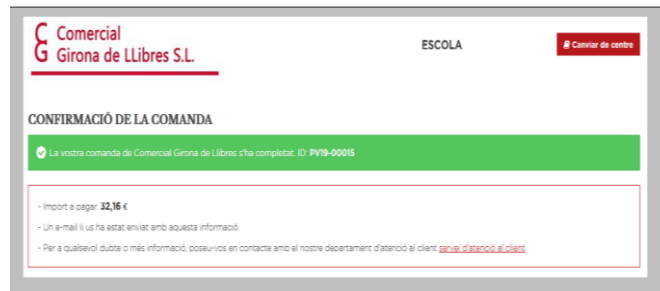 CG Comercial
Girona de LLibres S.L.
ESCOLA
Canviar de centre
CONFIRMACIÓ DE LA COMANDA
La vostra comanda de Comercial Girona de Llibres s'ha completat. ID: PV19-00015
- Import a pagar: 32,16 €
- Un e-mail li us ha estat enviat amb aquesta informació.
- Per a qualsevol dubte o més informació, poseu-vos en contacte amb el nostre departament d'atenció al client servei d'atenció al client.